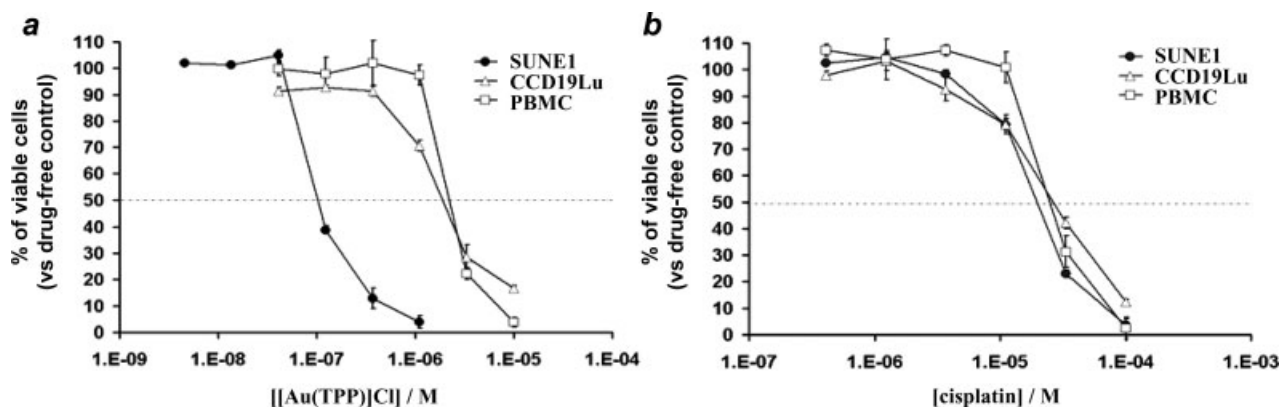 a
% of viable cells
(vs drug-free control)
110
100
90
80
70
60
50
40
30
20
10
0
SUNE1
CCD19Lu
PBMC
1.E-09 1.E-08 1.E-07 1.E-06 1.E-05 1.E-04
[[Au(TPP)]Cl] / M
b
% of viable cells
(vs drug-free control)
110
100
90
80
70
60
50
40
30
20
10
0
SUNE1
CCD19Lu
PBMC
1.E-07 1.E-06 1.E-05 1.E-04 1.E-03
[cisplatin] / M